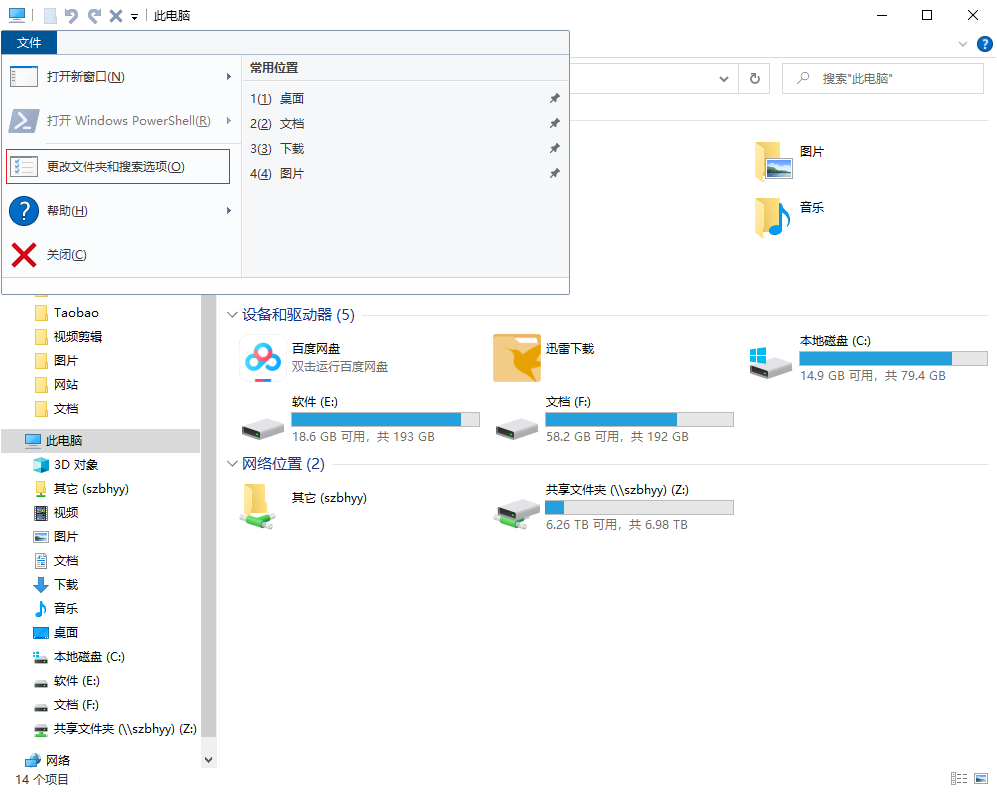 此电脑
文件
打开新窗口(N)
打开 Windows PowerShell(R)
更改文件夹和搜索选项(O)
帮助(H)
关闭(C)
常用位置
1(1) 桌面
2(2) 文档
3(3) 下载
4(4) 图片
搜索"此电脑"
图片
音乐
Taobao
视频剪辑
图片
网站
文档
此电脑
3D 对象
其它 (szbhyy)
视频
图片
文档
下载
音乐
桌面
本地磁盘 (C:)
软件 (E:)
文档 (F:)
共享文件夹 (\\szbhyy) (Z:)
网络
设备和驱动器 (5)
百度网盘
双击运行百度网盘
迅雷下载
本地磁盘 (C:)
14.9 GB 可用，共 79.4 GB
软件 (E:)
18.6 GB 可用，共 193 GB
文档 (F:)
58.2 GB 可用，共 192 GB
网络位置 (2)
其它 (szbhyy)
共享文件夹 (\\szbhyy) (Z:)
6.26 TB 可用，共 6.98 TB
14 个项目